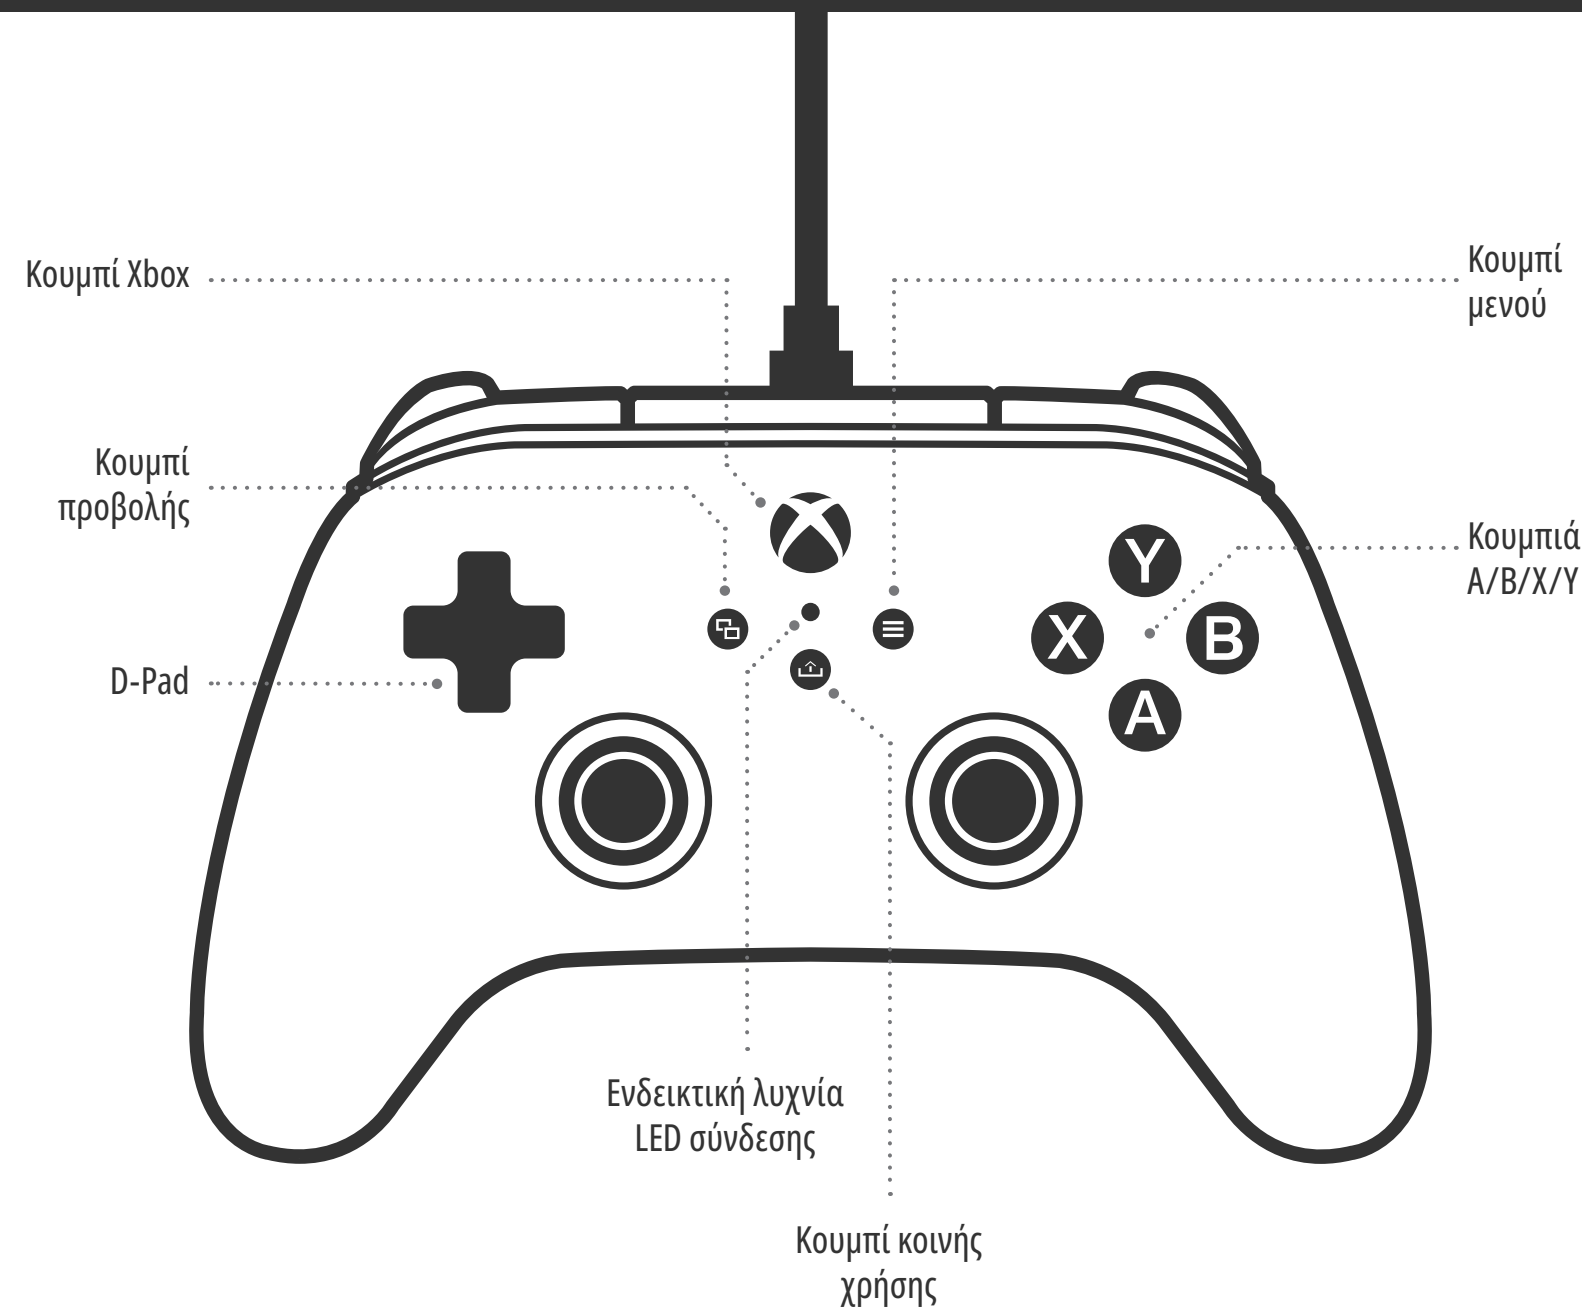 Κουμπί Xbox
Κουμπί
μενού
Κουμπί
προβολής
Κουμπιά
A/B/X/Y
D-Pad
Y
X
B
A
Ενδεικτική λυχνία
LED σύνδεσης
Κουμπί κοινής
χρήσης